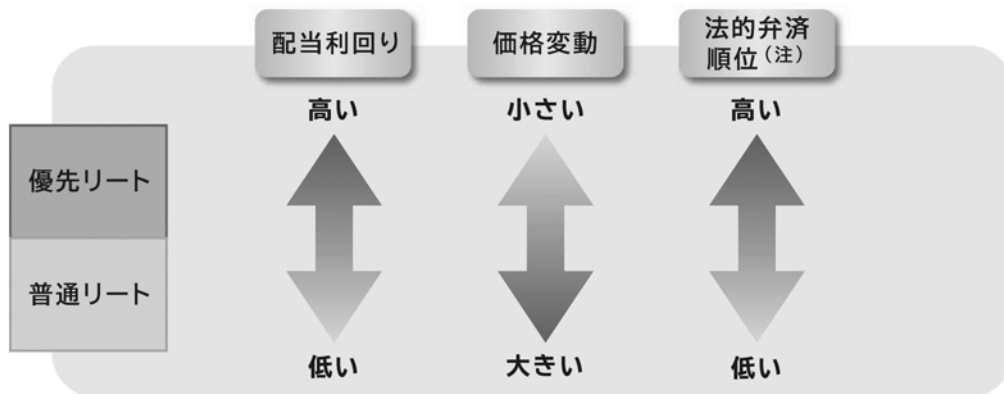 配当利回り
価格変動
法的弁済
順位(注)
高い
小さい
高い
優先リート
普通リート
低い
大きい
低い